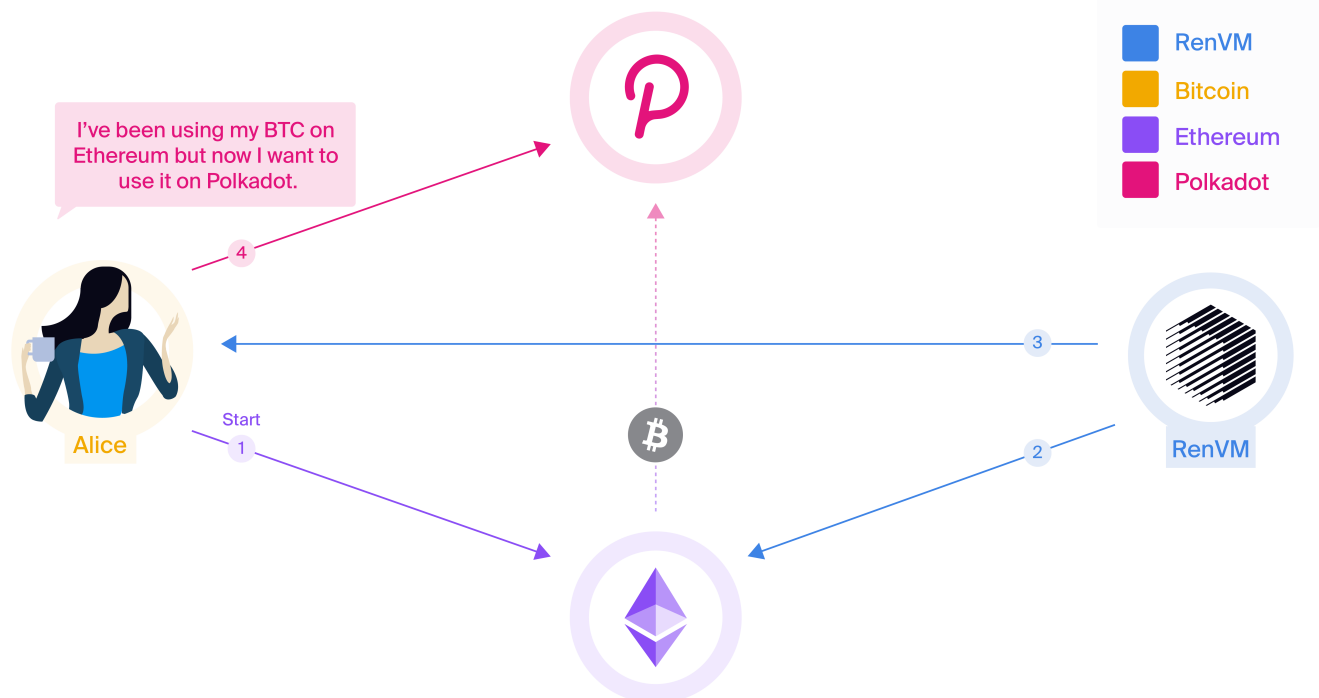 I've been using my BTC on
Ethereum but now I want to
use it on Polkadot.
RenVM
Bitcoin
Ethereum
Polkadot
4
3
Start
1
2
Alice
RenVM